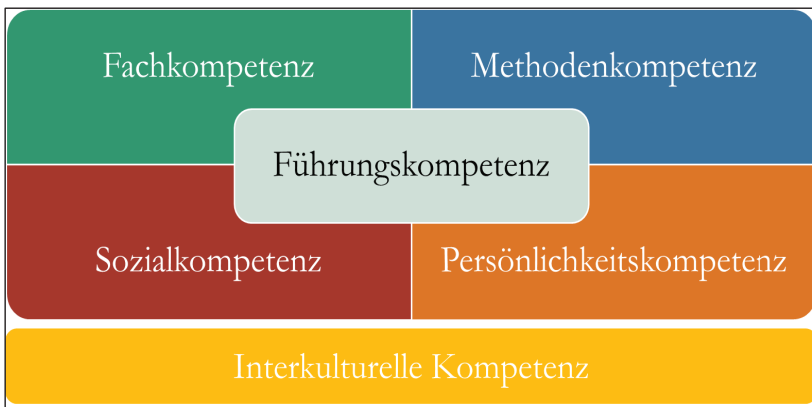 Fachkompetenz
Methodenkompetenz
Führungskompetenz
Sozialkompetenz
Persönlichkeitskompetenz
Interkulturelle Kompetenz